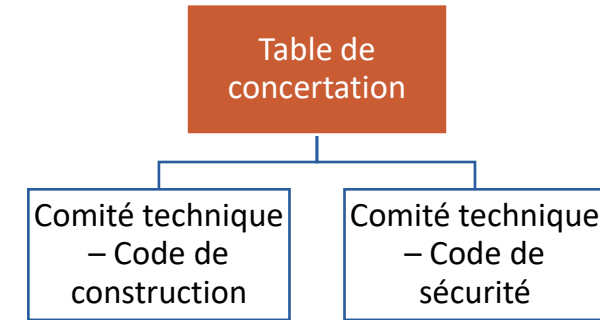 Table de
concertation
Comité technique
– Code de
construction
Comité technique
– Code de
sécurité